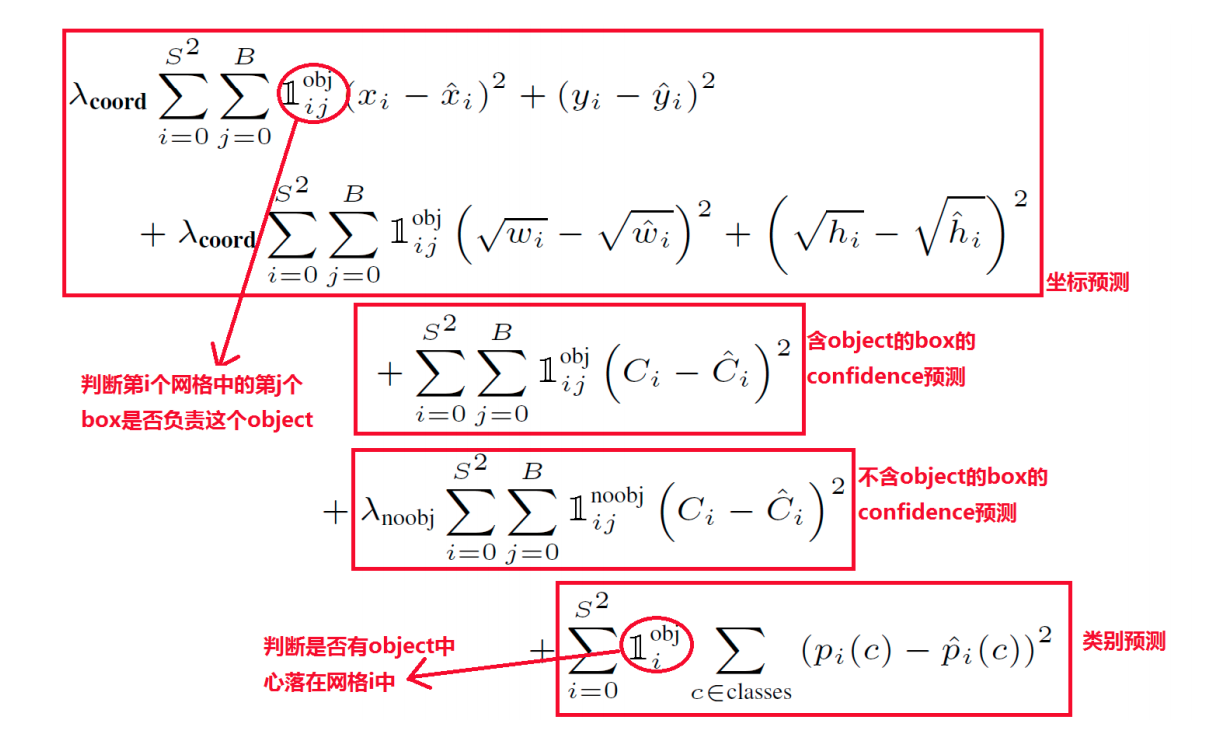 λ_coord ∑_{i=0}^{S^2} ∑_{j=0}^{B} 𝟙_{ij}^{obj} (x_i − x̂_i)^2 + (y_i − ŷ_i)^2
+ λ_coord ∑_{i=0}^{S^2} ∑_{j=0}^{B} 𝟙_{ij}^{obj} (√w_i − √ŵ_i)^2 + (√h_i − √ĥ_i)^2
坐标预测
判断第i个网格中的第j个
box是否负责这个object
+ ∑_{i=0}^{S^2} ∑_{j=0}^{B} 𝟙_{ij}^{obj} (C_i − Ĉ_i)^2
含object的box的
confidence预测
+ λ_noobj ∑_{i=0}^{S^2} ∑_{j=0}^{B} 𝟙_{ij}^{noobj} (C_i − Ĉ_i)^2
不含object的box的
confidence预测
判断是否有object中
心落在网格i中
+ ∑_{i=0}^{S^2} 𝟙_i^{obj} ∑_{c∈classes} (p_i(c) − p̂_i(c))^2
类别预测